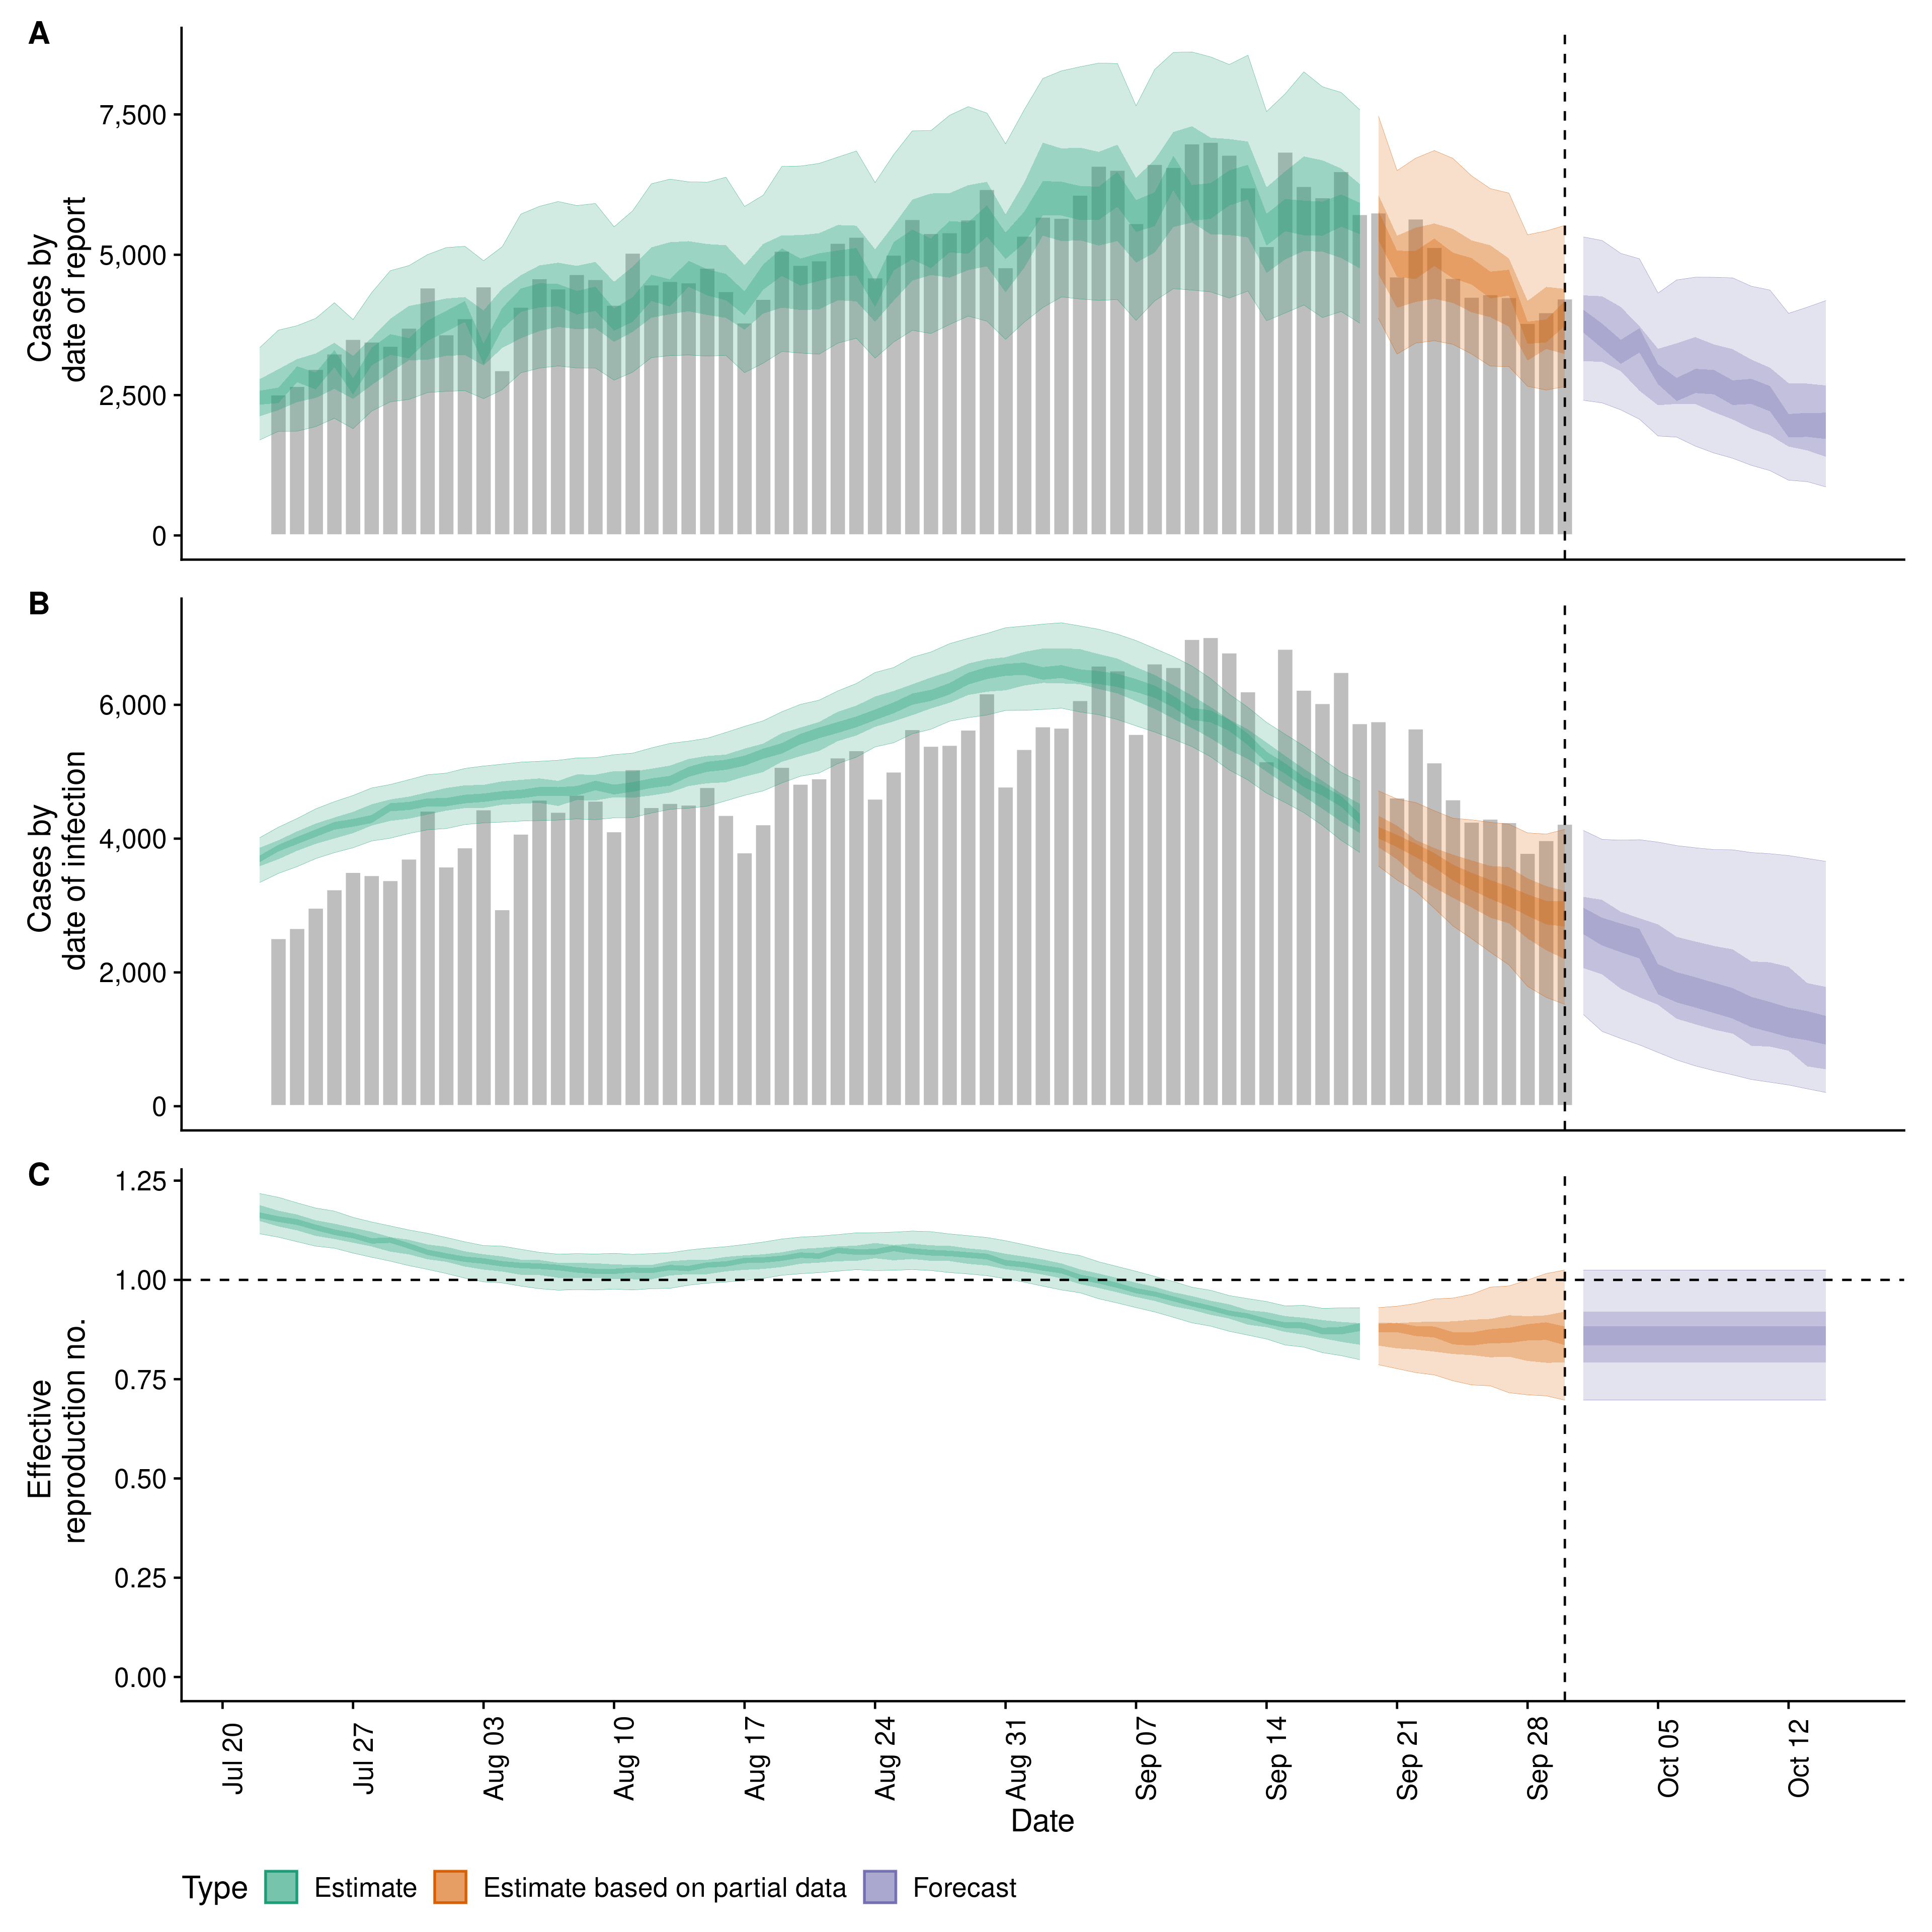 A
Cases by
date of report
7,500
5,000
2,500
0
B
Cases by
date of infection
6,000
4,000
2,000
0
C
Effective
reproduction no.
1.25
1.00
0.75
0.50
0.25
0.00
Jul 20
Jul 27
Aug 03
Aug 10
Aug 17
Aug 24
Aug 31
Sep 07
Sep 14
Sep 21
Sep 28
Oct 05
Oct 12
Date
Type Estimate Estimate based on partial data Forecast